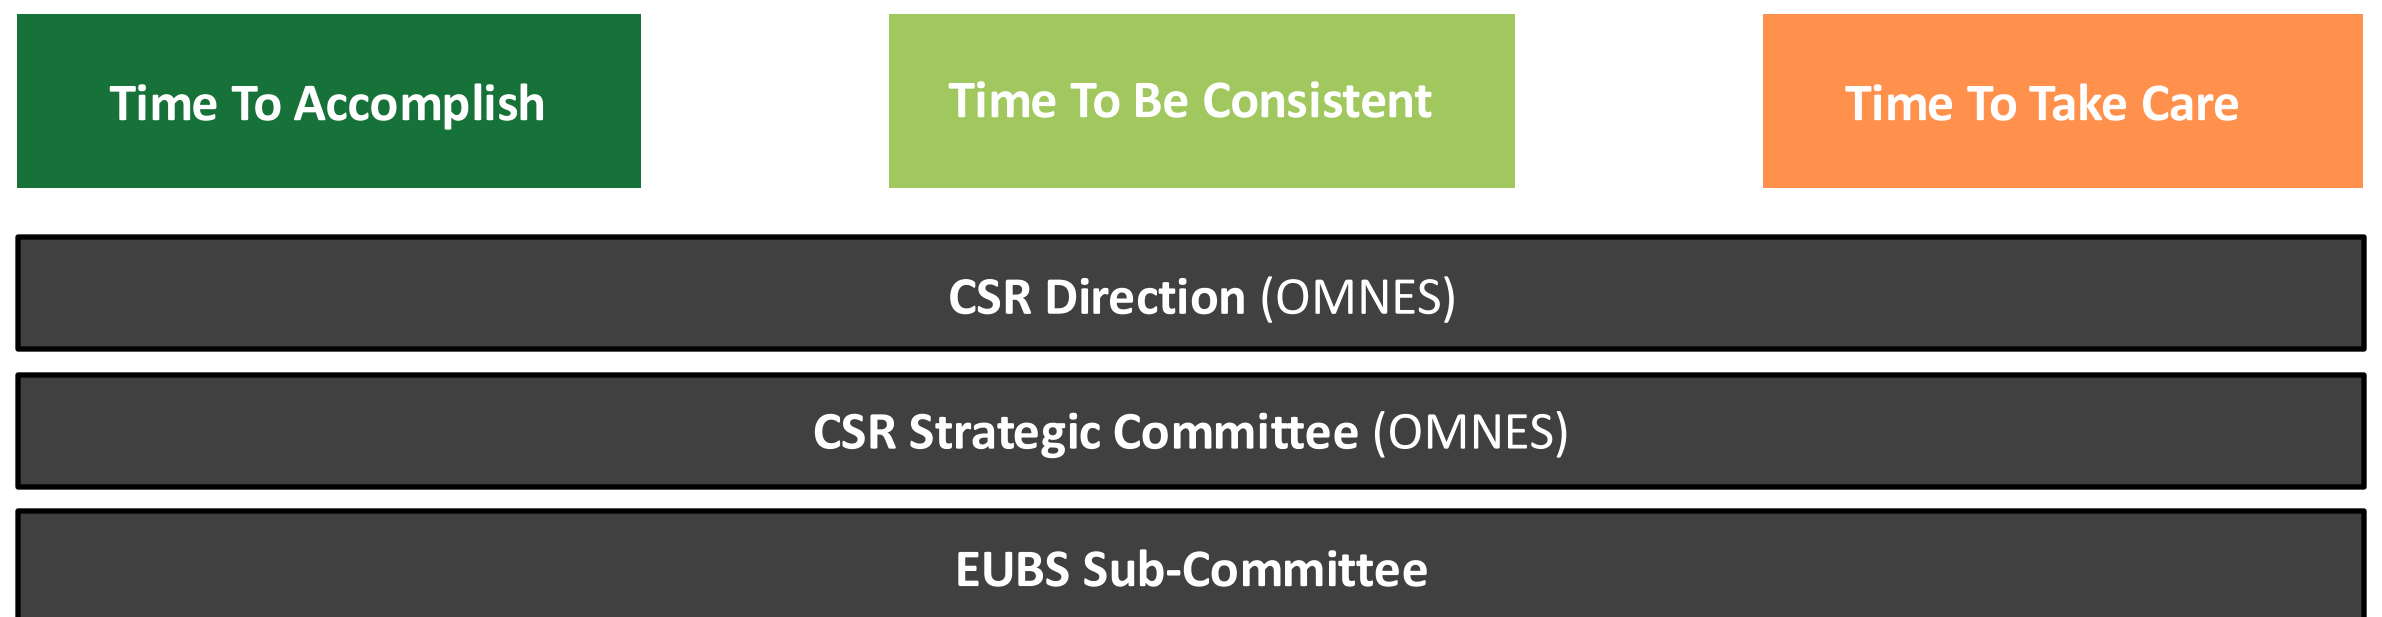 Time To Accomplish
Time To Be Consistent
Time To Take Care
CSR Direction (OMNES)
CSR Strategic Committee (OMNES)
EUBS Sub-Committee